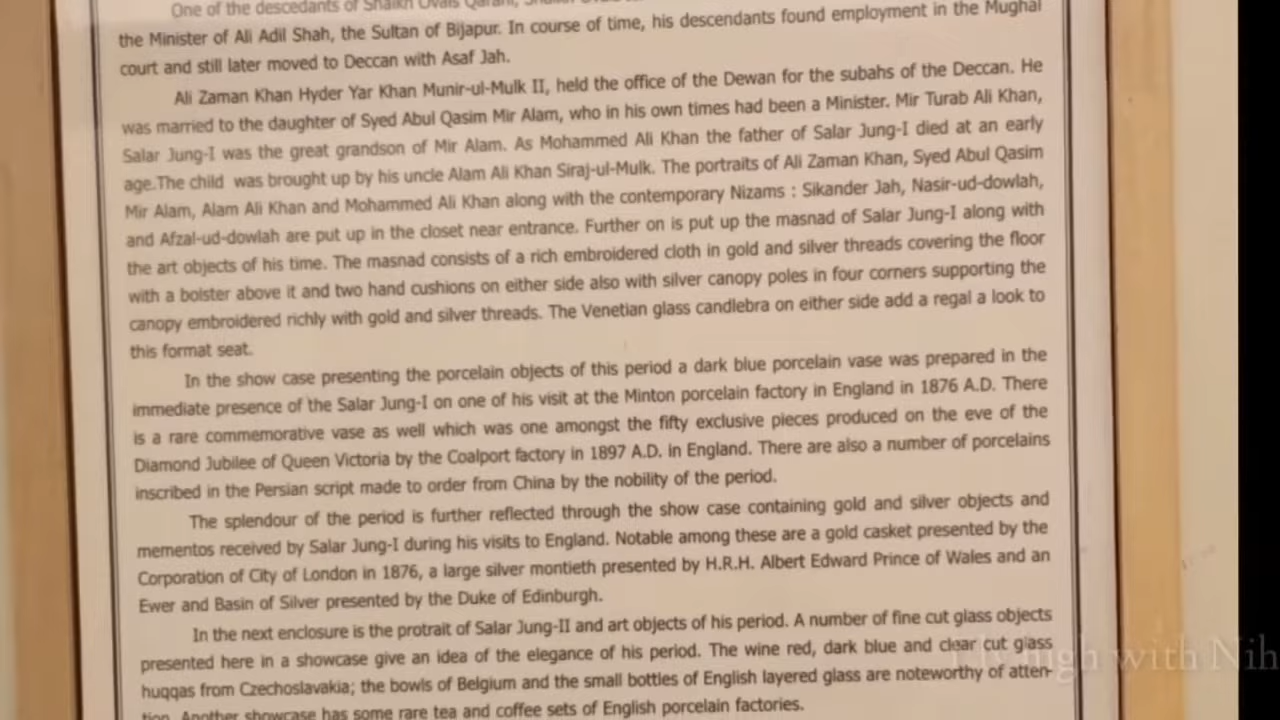 One of the descedants of Shaikh Ovais Qarani,
the Minister of Ali Adil Shah, the Sultan of Bijapur. In course of time, his descendants found employment in the Mughal
court and still later moved to Deccan with Asaf Jah.
Ali Zaman Khan Hyder Yar Khan Munir-ul-Mulk II, held the office of the Dewan for the subahs of the Deccan. He
was married to the daughter of Syed Abul Qasim Mir Alam, who in his own times had been a Minister. Mir Turab Ali Khan,
Salar Jung-I was the great grandson of Mir Alam. As Mohammed Ali Khan the father of Salar Jung-I died at an early
age.The child was brought up by his uncle Alam Ali Khan Siraj-ul-Mulk. The portraits of Ali Zaman Khan, Syed Abul Qasim
Mir Alam, Alam Ali Khan and Mohammed Ali Khan along with the contemporary Nizams : Sikander Jah, Nasir-ud-dowlah,
and Afzal-ud-dowlah are put up in the closet near entrance. Further on is put up the masnad of Salar Jung-I along with
the art objects of his time. The masnad consists of a rich embroidered cloth in gold and silver threads covering the floor
with a bolster above it and two hand cushions on either side also with silver canopy poles in four corners supporting the
canopy embroidered richly with gold and silver threads. The Venetian glass candlebra on either side add a regal a look to
this format seat.
In the show case presenting the porcelain objects of this period a dark blue porcelain vase was prepared in the
immediate presence of the Salar Jung-I on one of his visit at the Minton porcelain factory in England in 1876 A.D. There
is a rare commemorative vase as well which was one amongst the fifty exclusive pieces produced on the eve of the
Diamond Jubilee of Queen Victoria by the Coalport factory in 1897 A.D. in England. There are also a number of porcelains
inscribed in the Persian script made to order from China by the nobility of the period.
The splendour of the period is further reflected through the show case containing gold and silver objects and
mementos received by Salar Jung-I during his visits to England. Notable among these are a gold casket presented by the
Corporation of City of London in 1876, a large silver montieth presented by H.R.H. Albert Edward Prince of Wales and an
Ewer and Basin of Silver presented by the Duke of Edinburgh.
In the next enclosure is the protrait of Salar Jung-II and art objects of his period. A number of fine cut glass objects
presented here in a showcase give an idea of the elegance of his period. The wine red, dark blue and clear cut glass
huqqas from Czechoslavakia; the bowls of Belgium and the small bottles of English layered glass are noteworthy of atten-
tion. Another showcase has some rare tea and coffee sets of English porcelain factories.
with Nih